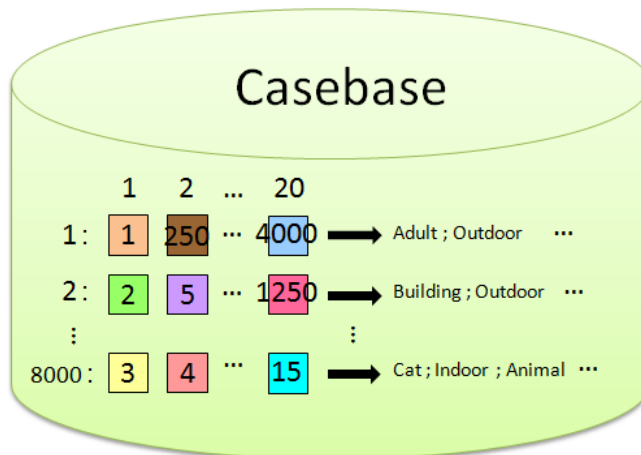 Casebase
1 2 ... 20
1 : 1 250 ... 4000 Adult ; Outdoor ...
2 : 2 5 ... 1250 Building ; Outdoor ...
⋮ ⋮
8000 : 3 4 ... 15 Cat ; Indoor ; Animal ...